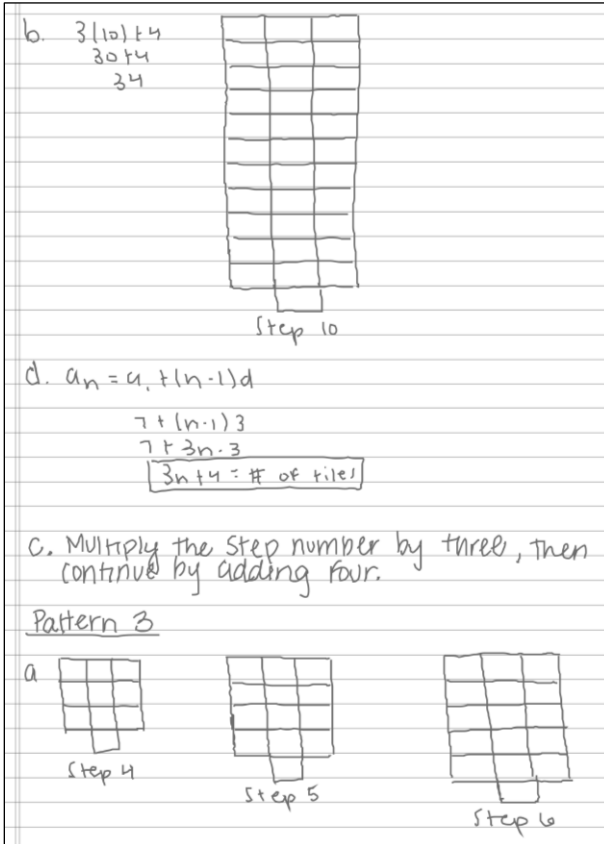 b. 3(10)+4
30+4
34
Step 10
d. an = a1 + (n-1)d
7 + (n-1)3
7 + 3n-3
3n+4 = # of tiles
c. Multiply the step number by three, then
continue by adding four.
Pattern 3
a
Step 4
Step 5
Step 6